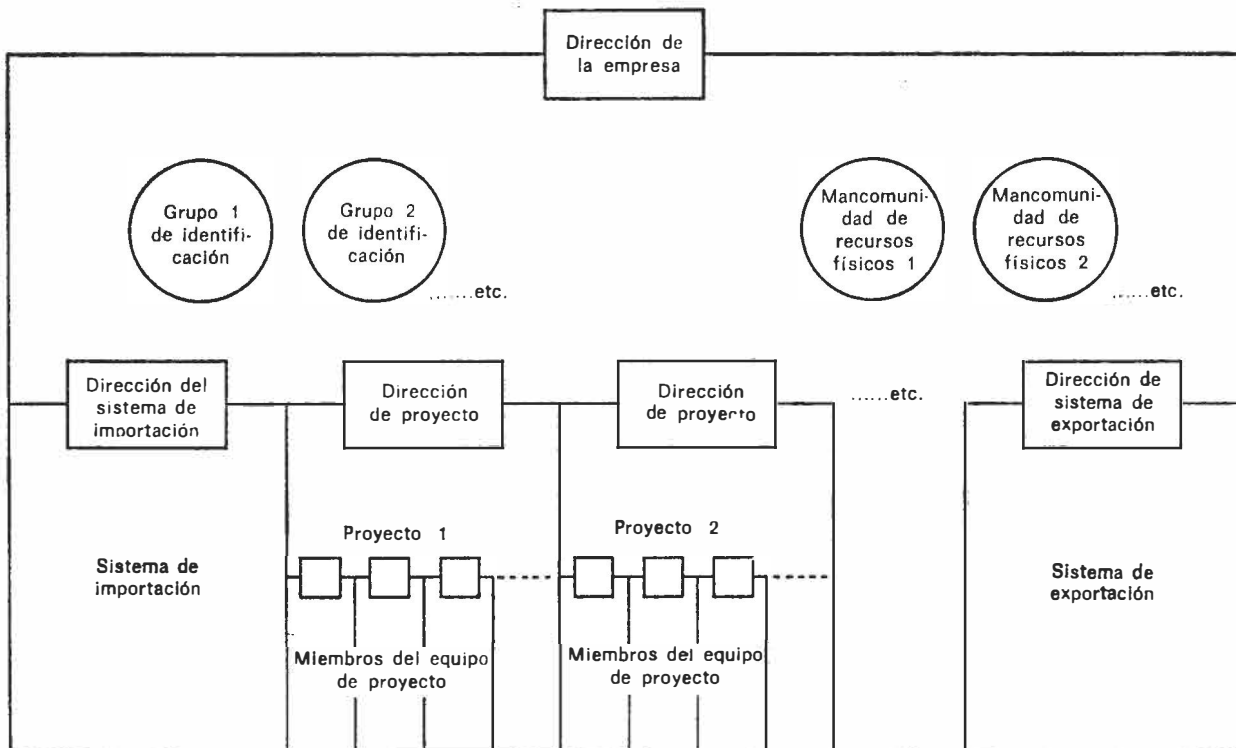 Dirección de
la empresa
Grupo 1
de identifi-
cación
Grupo 2
de identifi-
cación
.......etc.
Mancomuni-
dad de
recursos
físicos 1
Mancomuni-
dad de
recursos
físicos 2
......etc.
Dirección del
sistema de
importación
Dirección
de proyecto
Dirección
de proyecto
......etc.
Dirección de
sistema de
exportación
Sistema de
importación
Proyecto 1
Miembros del equipo
de proyecto
Proyecto 2
Miembros del equipo
de proyecto
Sistema de
exportación